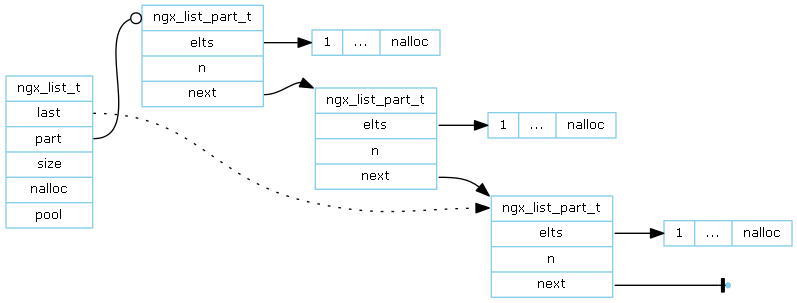 ngx_list_part_t
elts
n
next
1 ... nalloc
ngx_list_t
last
part
size
nalloc
pool
ngx_list_part_t
elts
n
next
1 ... nalloc
ngx_list_part_t
elts
n
next
1 ... nalloc